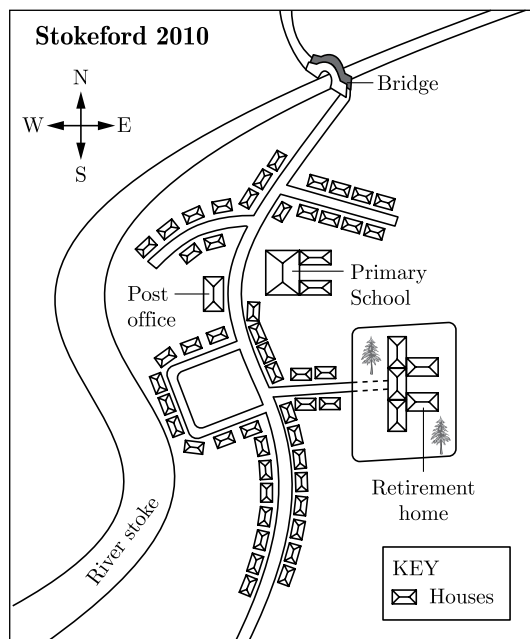 Stokeford 2010
N
W
E
S
Bridge
Primary
School
Post
office
Retirement
home
River stoke
KEY
Houses